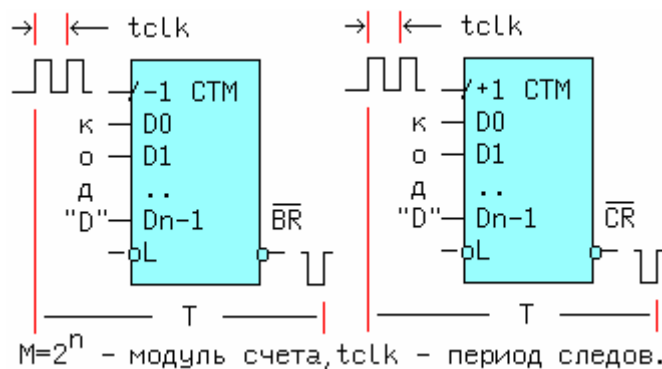 tclk tclk
-1 CTM +1 CTM
к D0 к D0
о D1 о D1
д .. д ..
"D" Dn-1 BR "D" Dn-1 CR
L L
T T
M=2^n - модуль счета,tclk - период следов.